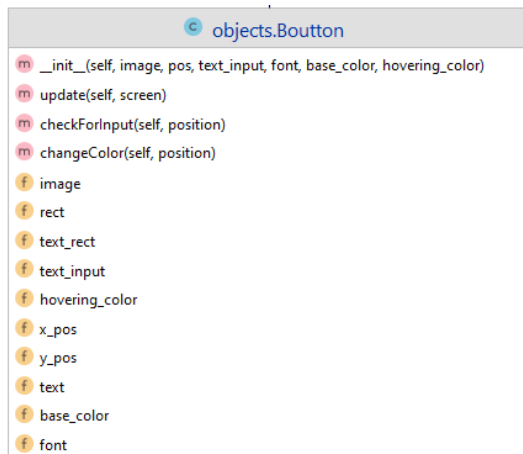 c objects.Boutton
m __init__(self, image, pos, text_input, font, base_color, hovering_color)
m update(self, screen)
m checkForInput(self, position)
m changeColor(self, position)
f image
f rect
f text_rect
f text_input
f hovering_color
f x_pos
f y_pos
f text
f base_color
f font